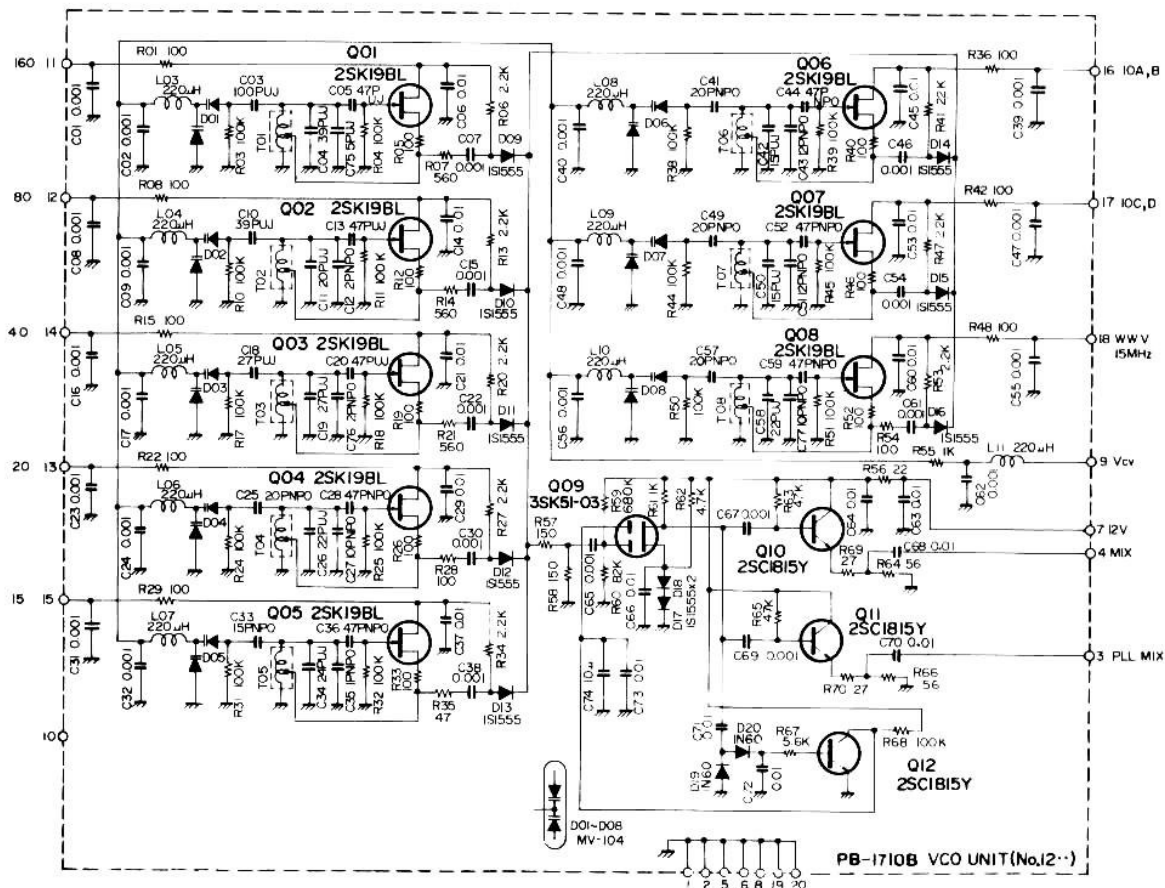 160 11
R01 100
C01 0.001
C02 0.001
L03
220μH
D01
C03
100PUJ
R03 100K
T01
C04 39PUJ
C75 5PUJ
C05 47P
UJ
R04 100K
Q01
2SK19BL
R05
100
C06 0.01
R06 2.2K
C07
0.001
R07
560
D09
1S1555
80 12
R08 100
C08 0.001
C09 0.001
L04
220μH
D02
C10
39PUJ
R10 100K
T02
C11 20PUJ
C12 2PNPO
C13 47PUJ
R11 100K
Q02
2SK19BL
R12
100
C14 0.01
R13 2.2K
C15
0.001
R14
560
D10
1S1555
40 14
R15 100
C16 0.001
C17 0.001
L05
220μH
D03
C18
27PUJ
R17 100K
T03
C19 27PUJ
C76 2PNPO
C20 47PUJ
R18 100K
Q03 2SK19BL
R19
100
C21 0.01
R20 2.2K
C22
0.001
R21
560
D11
1S1555
20 13
R22 100
C23 0.001
C24 0.001
L06
220μH
D04
C25
20PNPO
R24 100K
T04
C26 22PUJ
C27 10PNPO
C28 47PNPO
R25 100K
Q04
2SK19BL
R26
100
C29 0.01
R27 2.2K
C30
0.001
R28
100
D12
1S1555
15 15
R29 100
C31 0.001
C32 0.001
L07
220μH
D05
C33
15PNPO
R31 100K
T05
C34 24PUJ
C35 1PNPO
C36 47PNPO
R32 100K
Q05 2SK19BL
R33
100
C37 0.01
R34 2.2K
C38
0.001
R35
47
D13
1S1555
10
L08
220μH
C40 0.001
D06
C41
20PNPO
R38 100K
T06
C42
15PUJ
C43 12PNPO
C44 47P
NPO
R39 100K
Q06
2SK19BL
R40
100
C45 0.01
R41 22K
C46
0.001
D14
1S1555
R36 100
C39 0.001
16 10A,B
L09
220μH
C48 0.001
D07
C49
20PNPO
R44 100K
T07
C50
15PUJ
C51 12PNPO
C52 47PNPO
R45 100K
Q07
2SK19BL
R46
100
C53 0.01
R47 2.2K
C54
0.001
D15
1S1555
R42 100
C47 0.001
17 10C,D
L10
220μH
C56 0.001
D08
C57
20PNPO
R50
100K
T08
C58
22PUJ
C77 10PNPO
C59 47PNPO
R51 100K
Q08
2SK19BL
R52
100
C60 0.01
R53
2.2K
C61
0.001
R54
100
D16
1S1555
R48 100
C55 0.001
18 WWV
15MHz
R55 1K
L11 220μH
C62
0.001
9 Vcv
R57
150
R58 150
C65 0.001
R60 82K
Q09
3SK51-03
R59
680K
R61 1K
R62
4.7K
C66 0.01
D18
D17
1S1555x2
C67 0.001
R63
47K
Q10
2SC1815Y
C64 0.01
R56 22
C63 0.01
7 12V
C68 0.01
R69
27
R64 56
4 MIX
R65
47K
C69 0.001
Q11
2SC1815Y
C70 0.01
R70 27
R66
56
3 PLL MIX
C74 10.3
C73 0.01
C71
0.01
D20
1N60
D19
1N60
C72
0.01
R67
5.6K
R68 100K
Q12
2SC1815Y
D01~D08
MV-104
PB-1710B VCO UNIT(No,12··)
1 2 5 6 8 19 20